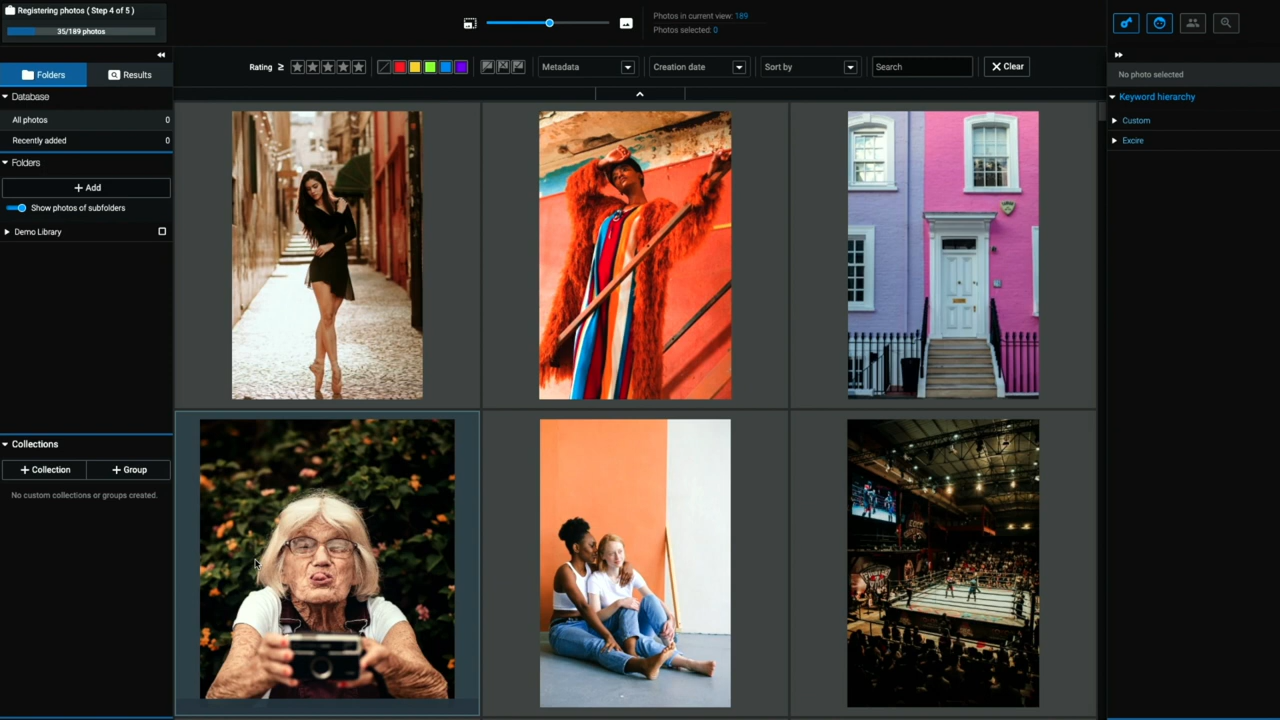 Registering photos ( Step 4 of 5 )
35/189 photos
Photos in current view: 189
Photos selected: 0
Folders
Results
Rating ≥
Metadata
Creation date
Sort by
Search
Clear
No photo selected
Database
All photos 0
Recently added 0
Folders
+ Add
Show photos of subfolders
Demo Library
Collections
+ Collection
+ Group
No custom collections or groups created.
Keyword hierarchy
Custom
Excire